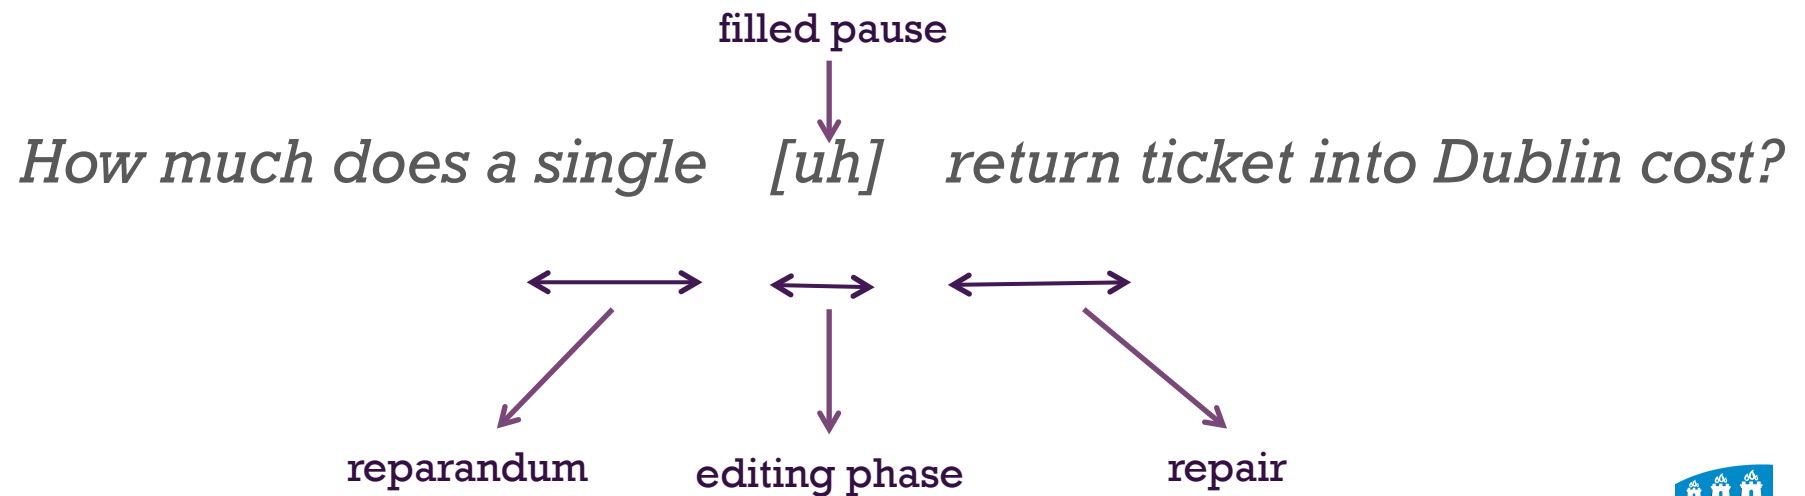 filled pause
How much does a single [uh] return ticket into Dublin cost?
reparandum editing phase repair